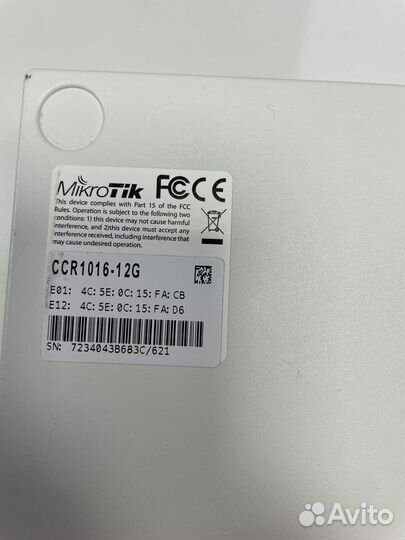 MikroTik FC CE
This device complies with Part 15 of the FCC
Rules. Operation is subject to the following two
conditions: 1) this device may not cause harmful
interference, and 2)this device must accept any
interference received, including interference that
may cause undesired operation.
CCR1016-12G
E01: 4C:5E:0C:15:FA:CB
E12: 4C:5E:0C:15:FA:D6
SN: 7234043B683C/621
Avito